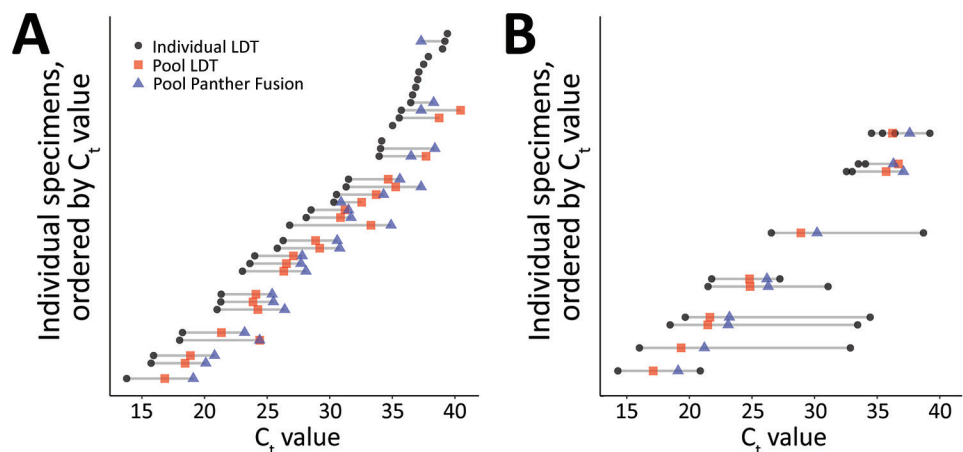 A
Individual specimens,
ordered by Ct value
Individual LDT
Pool LDT
Pool Panther Fusion
15 20 25 30 35 40
Ct value
B
Individual specimens,
ordered by Ct value
15 20 25 30 35 40
Ct value